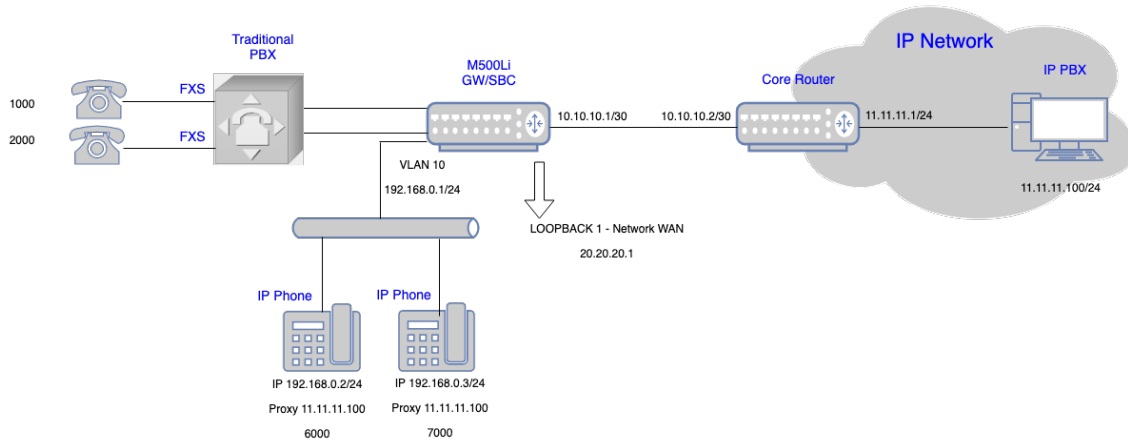 IP Network
Traditional
PBX
M500Li
GW/SBC
Core Router
IP PBX
FXS
1000
10.10.10.1/30
10.10.10.2/30
11.11.11.1/24
FXS
2000
VLAN 10
192.168.0.1/24
11.11.11.100/24
LOOPBACK 1 - Network WAN
20.20.20.1
IP Phone
IP Phone
IP 192.168.0.2/24
IP 192.168.0.3/24
Proxy 11.11.11.100
Proxy 11.11.11.100
6000
7000